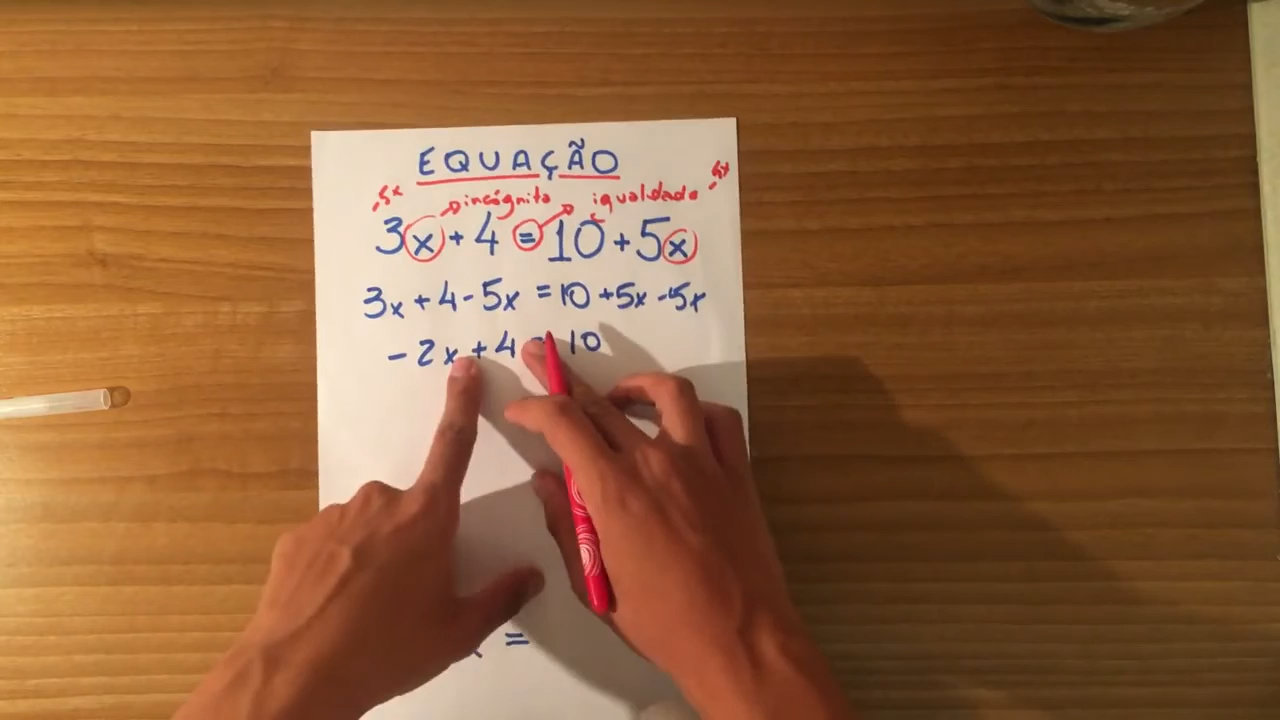 EQUAÇÃO
-5x incógnita igualdade -5x
3x + 4 = 10 + 5x
3x + 4 - 5x = 10 + 5x - 5x
- 2x + 4 = 10
=